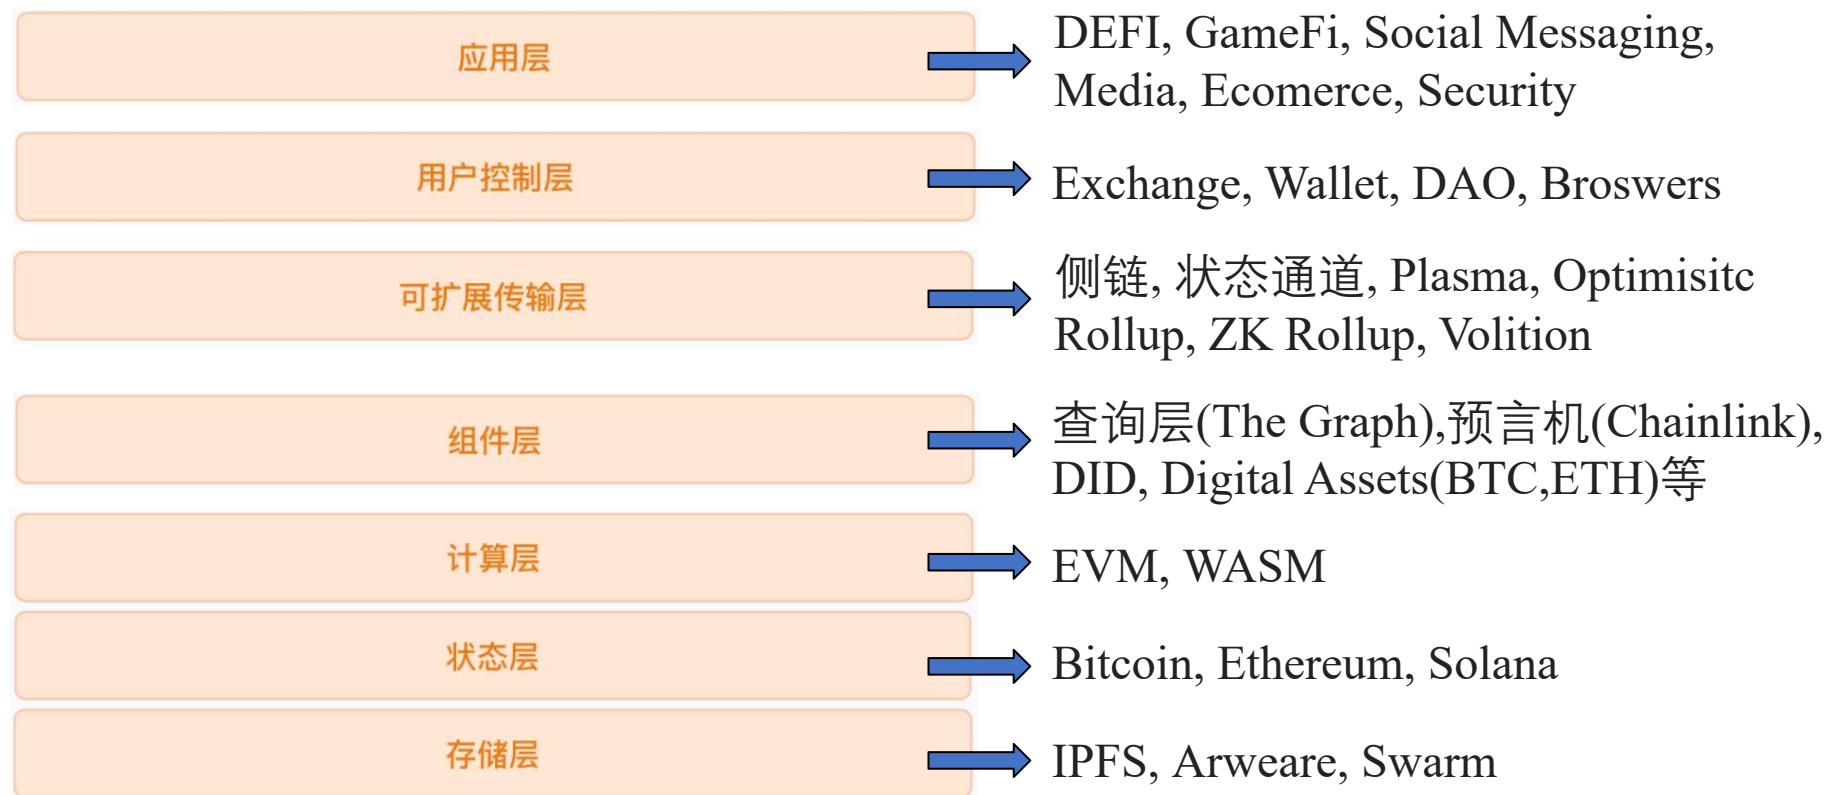 应用层
DEFI, GameFi, Social Messaging,
Media, Ecomerce, Security
用户控制层
Exchange, Wallet, DAO, Broswers
可扩展传输层
侧链, 状态通道, Plasma, Optimisitc
Rollup, ZK Rollup, Volition
组件层
查询层(The Graph),预言机(Chainlink),
DID, Digital Assets(BTC,ETH)等
计算层
EVM, WASM
状态层
Bitcoin, Ethereum, Solana
存储层
IPFS, Arweare, Swarm